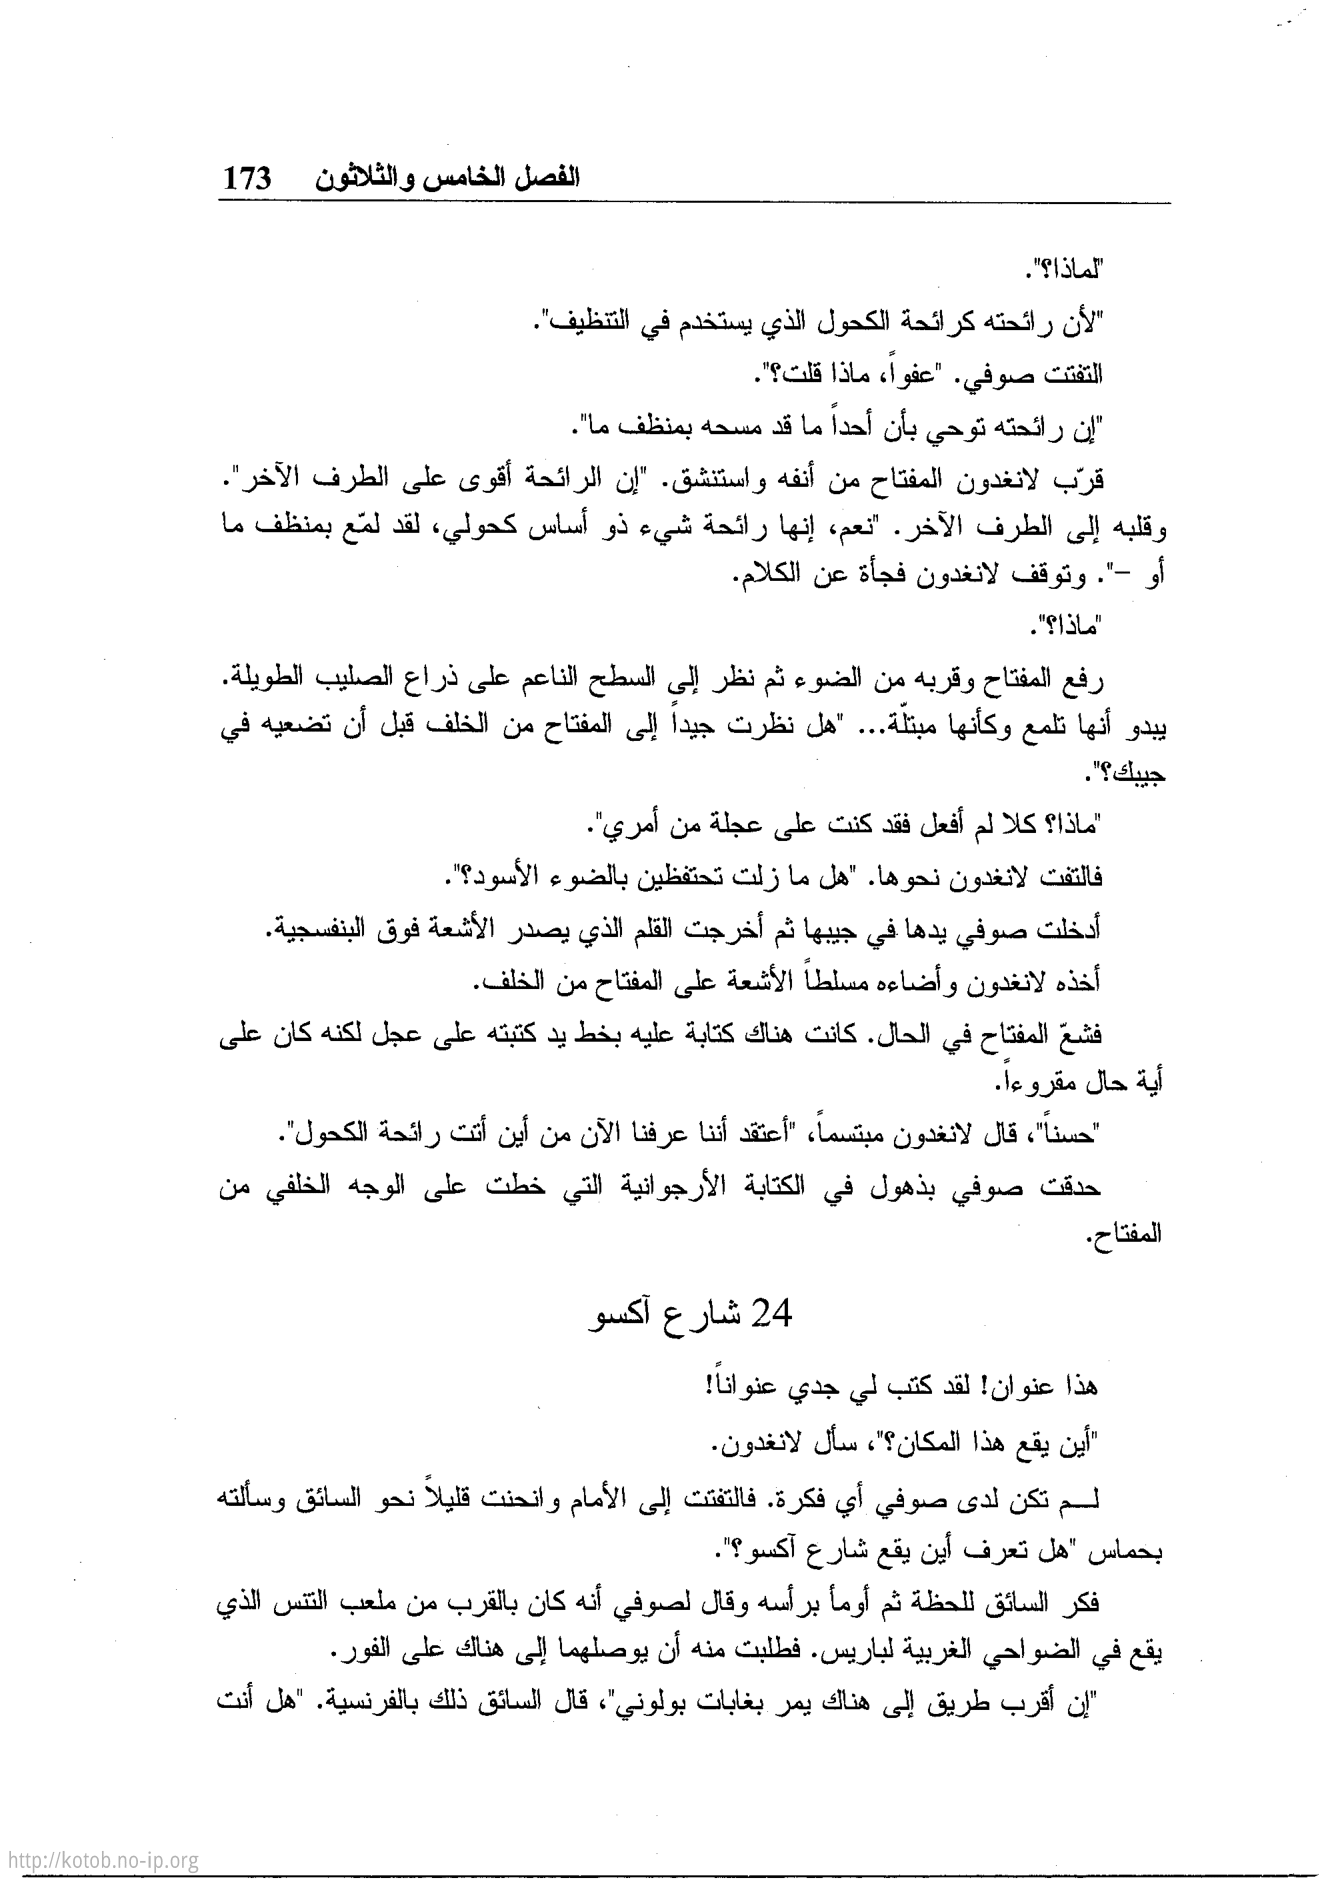 الفصل الخامس والثلاثون 173
"لماذا؟".
"لأن رائحته كرائحة الكحول الذي يستخدم في التنظيف".
التفتت صوفي. "عفواً، ماذا قلت؟".
"إن رائحته توحي بأن أحداً ما قد مسحه بمنظف ما".
قرّب لانغدون المفتاح من أنفه واستنشق. "إن الرائحة أقوى على الطرف الآخر".
وقلبه إلى الطرف الآخر. "نعم، إنها رائحة شيء ذو أساس كحولي، لقد لمّع بمنظف ما
أو –". وتوقف لانغدون فجأة عن الكلام.
"ماذا؟".
رفع المفتاح وقربه من الضوء ثم نظر إلى السطح الناعم على ذراع الصليب الطويلة.
يبدو أنها تلمع وكأنها مبتلّة... "هل نظرت جيداً إلى المفتاح من الخلف قبل أن تضعيه في
جيبك؟".
"ماذا؟ كلا لم أفعل فقد كنت على عجلة من أمري".
فالتفت لانغدون نحوها. "هل ما زلت تحتفظين بالضوء الأسود؟".
أدخلت صوفي يدها في جيبها ثم أخرجت القلم الذي يصدر الأشعة فوق البنفسجية.
أخذه لانغدون وأضاءه مسلطاً الأشعة على المفتاح من الخلف.
فشعّ المفتاح في الحال. كانت هناك كتابة عليه بخط يد كتبته على عجل لكنه كان على
أية حال مقروءاً.
"حسناً"، قال لانغدون مبتسماً، "أعتقد أننا عرفنا الآن من أين أتت رائحة الكحول".
حدقت صوفي بذهول في الكتابة الأرجوانية التي خطت على الوجه الخلفي من
المفتاح.
24 شارع آكسو
هذا عنوان! لقد كتب لي جدي عنواناً!
"أين يقع هذا المكان؟"، سأل لانغدون.
لـم تكن لدى صوفي أي فكرة. فالتفتت إلى الأمام وانحنت قليلاً نحو السائق وسألته
بحماس "هل تعرف أين يقع شارع آكسو؟".
فكر السائق للحظة ثم أومأ برأسه وقال لصوفي أنه كان بالقرب من ملعب التنس الذي
يقع في الضواحي الغربية لباريس. فطلبت منه أن يوصلهما إلى هناك على الفور.
"إن أقرب طريق إلى هناك يمر بغابات بولوني"، قال السائق ذلك بالفرنسية. "هل أنت
http://kotob.no-ip.org